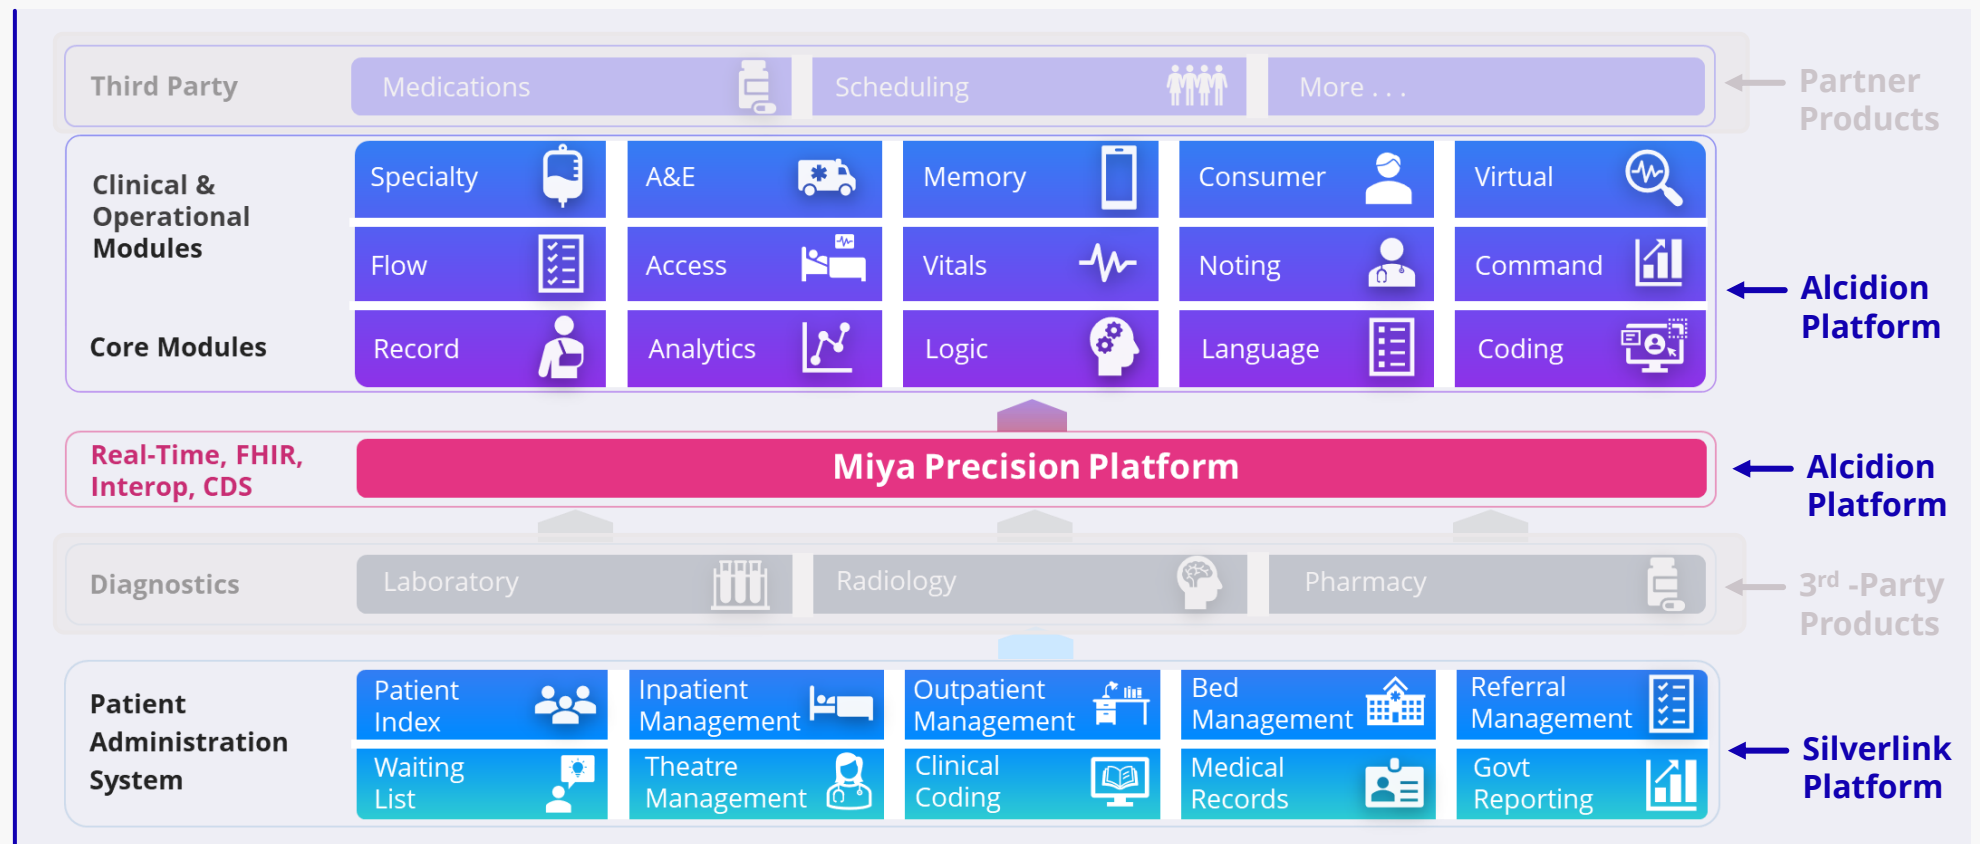 Third Party
Medications
Scheduling
More . . .
Partner
Products
Clinical &
Operational
Modules
Specialty
A&E
Memory
Consumer
Virtual
Flow
Access
Vitals
Noting
Command
Alcidion
Platform
Core Modules
Record
Analytics
Logic
Language
Coding
Real-Time, FHIR,
Interop, CDS
Miya Precision Platform
Alcidion
Platform
Diagnostics
Laboratory
Radiology
Pharmacy
3rd -Party
Products
Patient
Administration
System
Patient
Index
Inpatient
Management
Outpatient
Management
Bed
Management
Referral
Management
Waiting
List
Theatre
Management
Clinical
Coding
Medical
Records
Govt
Reporting
Silverlink
Platform